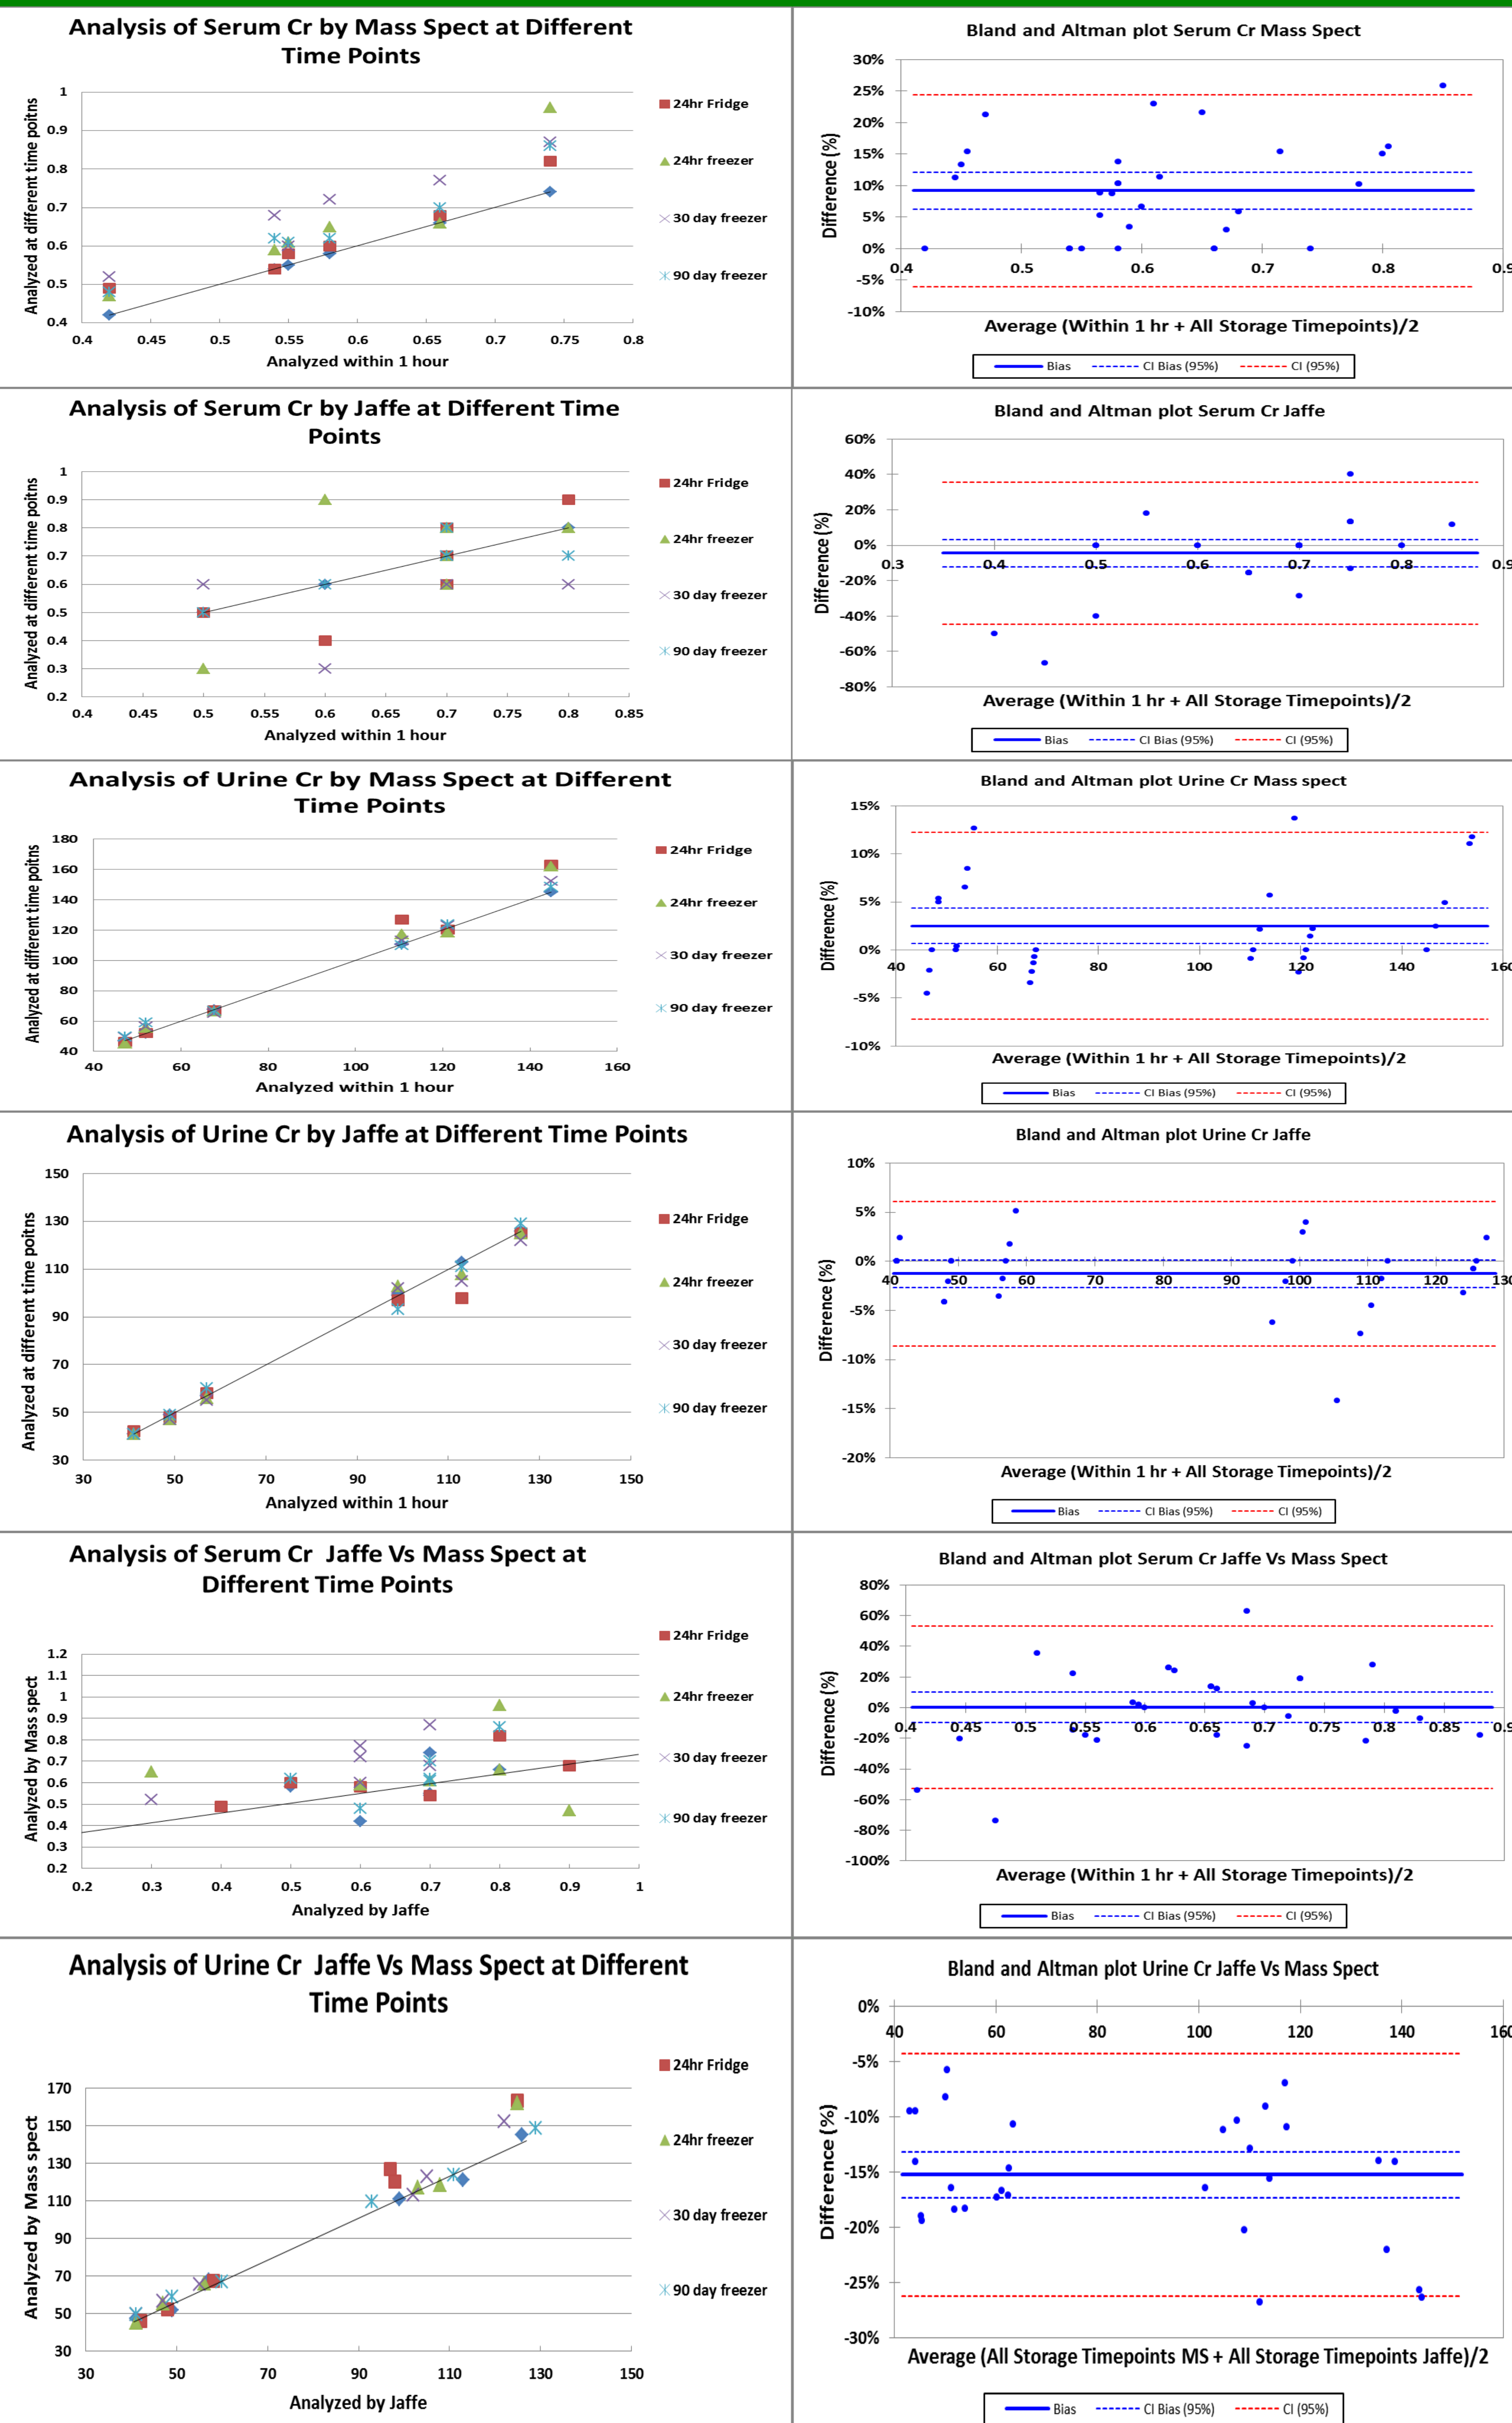 Analysis of Serum Cr by Mass Spect at Different
Time Points
Analyzed at different time poitns
1
0.9
0.8
0.7
0.6
0.5
0.4
0.4 0.45 0.5 0.55 0.6 0.65 0.7 0.75 0.8
Analyzed within 1 hour
24hr Fridge
24hr freezer
30 day freezer
90 day freezer
Bland and Altman plot Serum Cr Mass Spect
Difference (%)
30%
25%
20%
15%
10%
5%
0%
-5%
-10%
0.4 0.5 0.6 0.7 0.8 0.9
Average (Within 1 hr + All Storage Timepoints)/2
Bias CI Bias (95%) CI (95%)
Analysis of Serum Cr by Jaffe at Different Time
Points
Analyzed at different time poitns
1
0.9
0.8
0.7
0.6
0.5
0.4
0.3
0.2
0.4 0.45 0.5 0.55 0.6 0.65 0.7 0.75 0.8 0.85
Analyzed within 1 hour
24hr Fridge
24hr freezer
30 day freezer
90 day freezer
Bland and Altman plot Serum Cr Jaffe
Difference (%)
60%
40%
20%
0%
-20%
-40%
-60%
-80%
0.3 0.4 0.5 0.6 0.7 0.8 0.9
Average (Within 1 hr + All Storage Timepoints)/2
Bias CI Bias (95%) CI (95%)
Analysis of Urine Cr by Mass Spect at Different
Time Points
Analyzed at different time poitns
180
160
140
120
100
80
60
40
40 60 80 100 120 140 160
Analyzed within 1 hour
24hr Fridge
24hr freezer
30 day freezer
90 day freezer
Bland and Altman plot Urine Cr Mass spect
Difference (%)
15%
10%
5%
0%
-5%
-10%
40 60 80 100 120 140 160
Average (Within 1 hr + All Storage Timepoints)/2
Bias CI Bias (95%) CI (95%)
Analysis of Urine Cr by Jaffe at Different Time Points
Analyzed at different time poitns
150
130
110
90
70
50
30
30 50 70 90 110 130 150
Analyzed within 1 hour
24hr Fridge
24hr freezer
30 day freezer
90 day freezer
Bland and Altman plot Urine Cr Jaffe
Difference (%)
10%
5%
0%
-5%
-10%
-15%
-20%
40 50 60 70 80 90 100 110 120 130
Average (Within 1 hr + All Storage Timepoints)/2
Bias CI Bias (95%) CI (95%)
Analysis of Serum Cr Jaffe Vs Mass Spect at
Different Time Points
Analyzed by Mass spect
1.2
1.1
1
0.9
0.8
0.7
0.6
0.5
0.4
0.3
0.2
0.2 0.3 0.4 0.5 0.6 0.7 0.8 0.9 1
Analyzed by Jaffe
24hr Fridge
24hr freezer
30 day freezer
90 day freezer
Bland and Altman plot Serum Cr Jaffe Vs Mass Spect
Difference (%)
80%
60%
40%
20%
0%
-20%
-40%
-60%
-80%
-100%
0.4 0.45 0.5 0.55 0.6 0.65 0.7 0.75 0.8 0.85 0.9
Average (Within 1 hr + All Storage Timepoints)/2
Bias CI Bias (95%) CI (95%)
Analysis of Urine Cr Jaffe Vs Mass Spect at Different
Time Points
Analyzed by Mass spect
170
150
130
110
90
70
50
30
30 50 70 90 110 130 150
Analyzed by Jaffe
24hr Fridge
24hr freezer
30 day freezer
90 day freezer
Bland and Altman plot Urine Cr Jaffe Vs Mass Spect
Difference (%)
0%
-5%
-10%
-15%
-20%
-25%
-30%
40 60 80 100 120 140 160
Average (All Storage Timepoints MS + All Storage Timepoints Jaffe)/2
Bias CI Bias (95%) CI (95%)